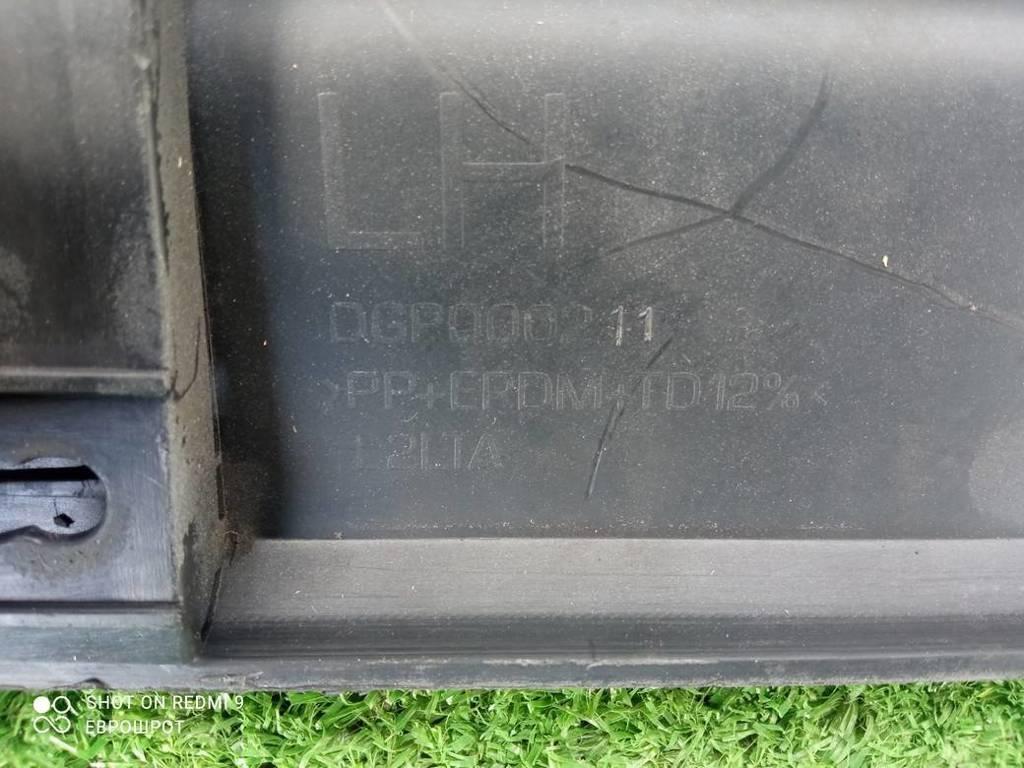 LH
DGP000211
>PP+EPDM+TD12%<
SHOT ON REDMI 9
ЕВРОШРОТ